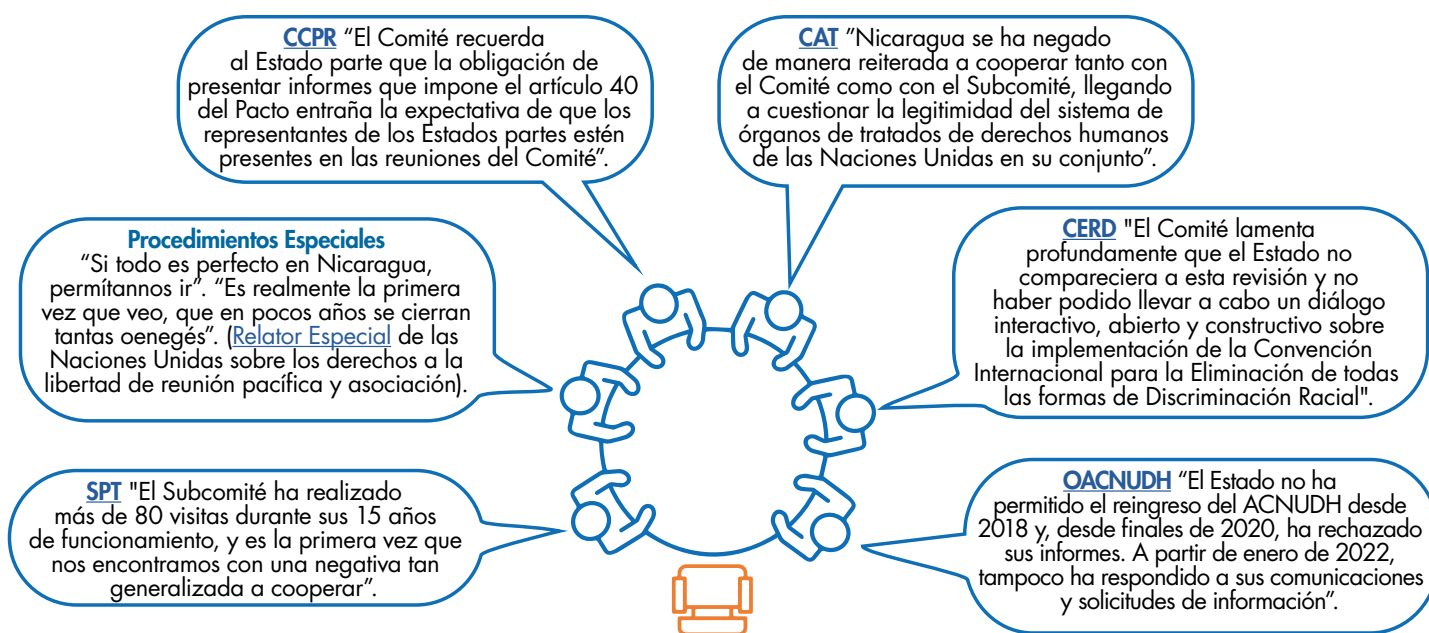 CCPR “El Comité recuerda
al Estado parte que la obligación de
presentar informes que impone el artículo 40
del Pacto entraña la expectativa de que los
representantes de los Estados partes estén
presentes en las reuniones del Comité”.
CAT “Nicaragua se ha negado
de manera reiterada a cooperar tanto con
el Comité como con el Subcomité, llegando
a cuestionar la legitimidad del sistema de
órganos de tratados de derechos humanos
de las Naciones Unidas en su conjunto”.
Procedimientos Especiales
“Si todo es perfecto en Nicaragua,
permítannos ir”. “Es realmente la primera
vez que veo, que en pocos años se cierran
tantas oenegés”. (Relator Especial de las
Naciones Unidas sobre los derechos a la
libertad de reunión pacífica y asociación).
CERD "El Comité lamenta
profundamente que el Estado no
compareciera a esta revisión y no
haber podido llevar a cabo un diálogo
interactivo, abierto y constructivo sobre
la implementación de la Convención
Internacional para la Eliminación de todas
las formas de Discriminación Racial".
SPT "El Subcomité ha realizado
más de 80 visitas durante sus 15 años
de funcionamiento, y es la primera vez que
nos encontramos con una negativa tan
generalizada a cooperar”.
OACNUDH “El Estado no ha
permitido el reingreso del ACNUDH desde
2018 y, desde finales de 2020, ha rechazado
sus informes. A partir de enero de 2022,
tampoco ha respondido a sus comunicaciones
y solicitudes de información”.